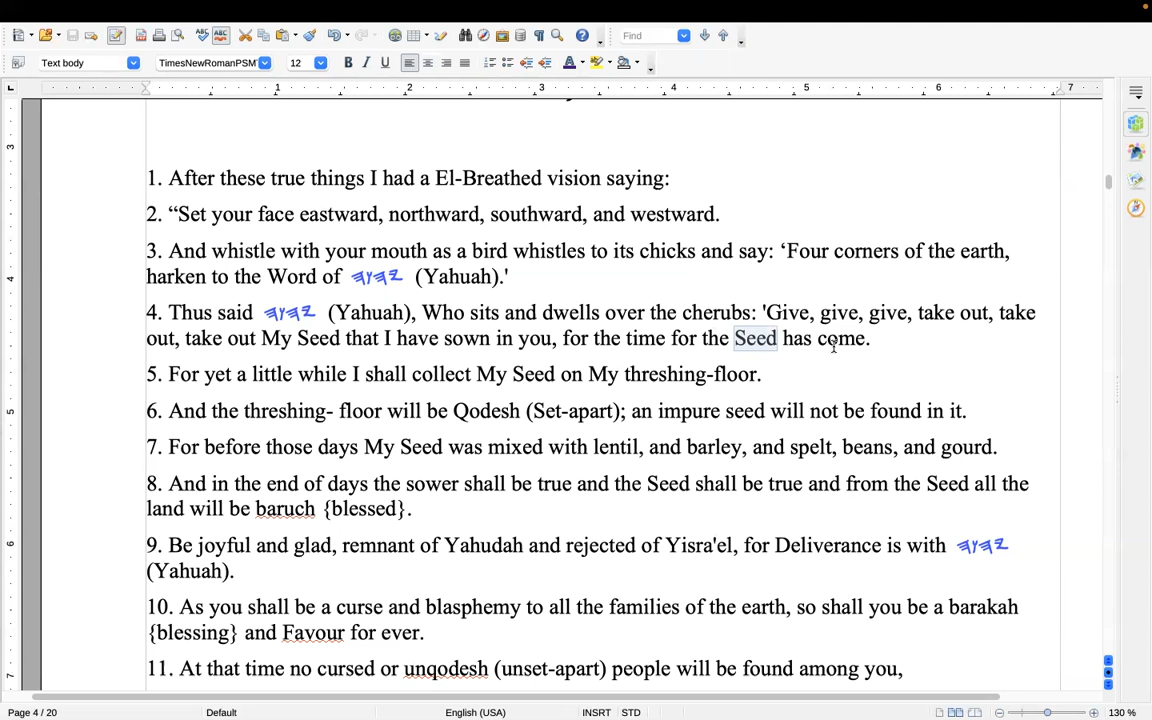 Find
Text body
TimesNewRomanPSM
12
1 2 3 4 5 6 7
1. After these true things I had a El-Breathed vision saying:
2. “Set your face eastward, northward, southward, and westward.
3. And whistle with your mouth as a bird whistles to its chicks and say: ‘Four corners of the earth,
harken to the Word of 𐤉𐤄𐤅𐤄 (Yahuah).'
4. Thus said 𐤉𐤄𐤅𐤄 (Yahuah), Who sits and dwells over the cherubs: 'Give, give, give, take out, take
out, take out My Seed that I have sown in you, for the time for the Seed has come.
5. For yet a little while I shall collect My Seed on My threshing-floor.
6. And the threshing- floor will be Qodesh (Set-apart); an impure seed will not be found in it.
7. For before those days My Seed was mixed with lentil, and barley, and spelt, beans, and gourd.
8. And in the end of days the sower shall be true and the Seed shall be true and from the Seed all the
land will be baruch {blessed}.
9. Be joyful and glad, remnant of Yahudah and rejected of Yisra'el, for Deliverance is with 𐤉𐤄𐤅𐤄
(Yahuah).
10. As you shall be a curse and blasphemy to all the families of the earth, so shall you be a barakah
{blessing} and Favour for ever.
11. At that time no cursed or unqodesh (unset-apart) people will be found among you,
Page 4 / 20 Default English (USA) INSRT STD 130 %